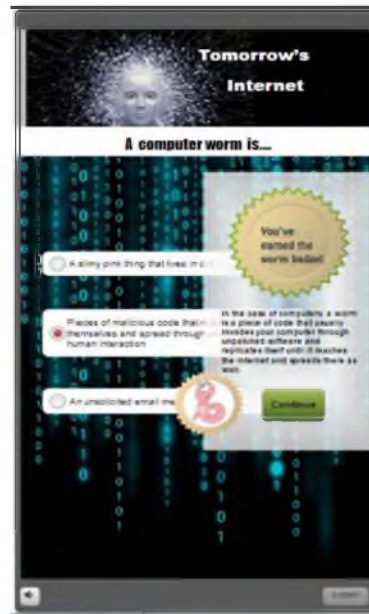 Tomorrow's
Internet
A computer worm is....
You've
earned the
worm badge!
A slimy pink thing that lives in
Pieces of malicious code that
themselves and spread through
human interaction
In the case of computers, a worm
is a piece of code that usually
invades your computer through
unpatched software and
replicates itself until it reaches
the internet and spreads there as
well.
An unsolicited email me
Continue